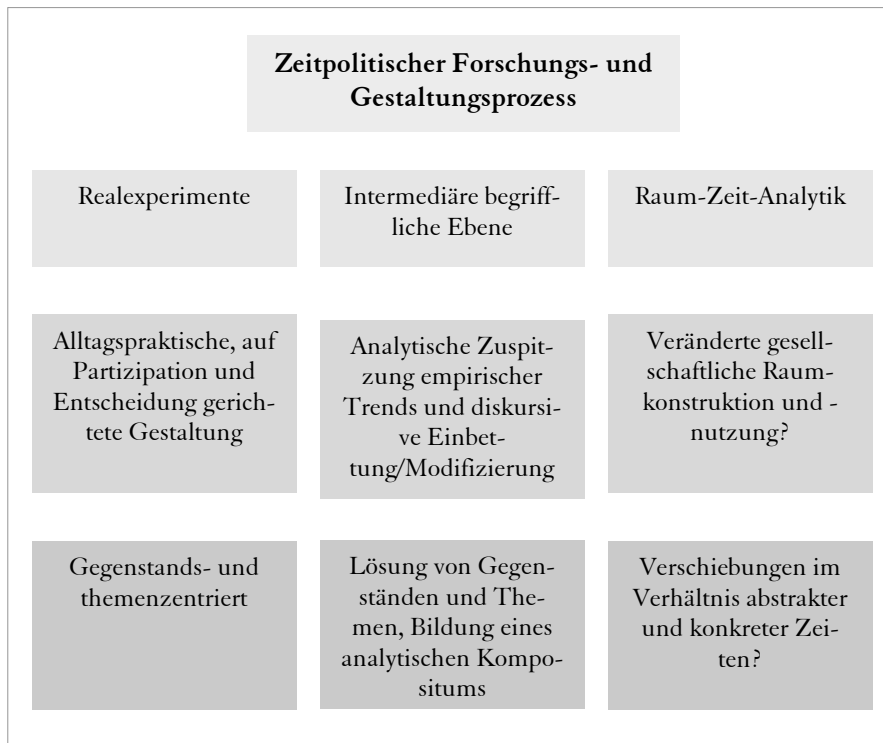 Zeitpolitischer Forschungs- und
Gestaltungsprozess
Realexperimente
Intermediäre begriff-
liche Ebene
Raum-Zeit-Analytik
Alltagspraktische, auf
Partizipation und
Entscheidung gerich-
tete Gestaltung
Analytische Zuspit-
zung empirischer
Trends und diskursi-
ve Einbet-
tung/Modifizierung
Veränderte gesell-
schaftliche Raum-
konstruktion und -
nutzung?
Gegenstands- und
themenzentriert
Lösung von Gegen-
ständen und The-
men, Bildung eines
analytischen Kompo-
situms
Verschiebungen im
Verhältnis abstrakter
und konkreter Zei-
ten?